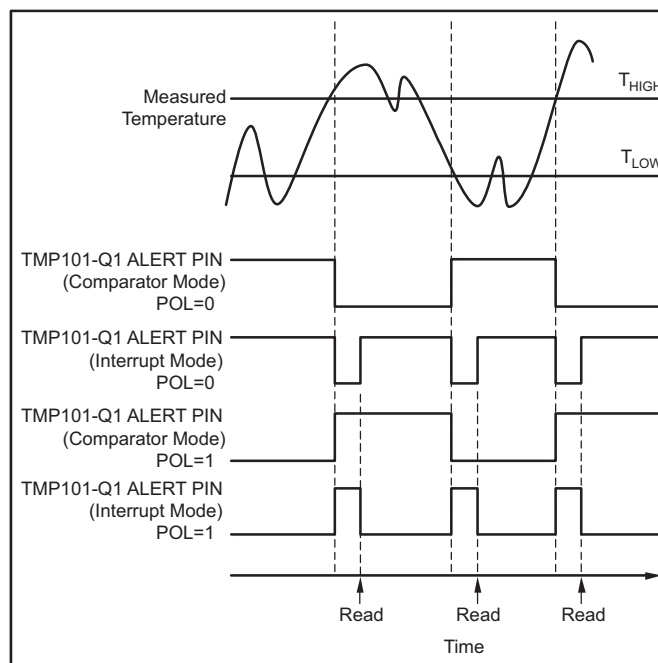 Measured
Temperature
THIGH
TLOW
TMP101-Q1 ALERT PIN
(Comparator Mode)
POL=0
TMP101-Q1 ALERT PIN
(Interrupt Mode)
POL=0
TMP101-Q1 ALERT PIN
(Comparator Mode)
POL=1
TMP101-Q1 ALERT PIN
(Interrupt Mode)
POL=1
Read
Read
Read
Time